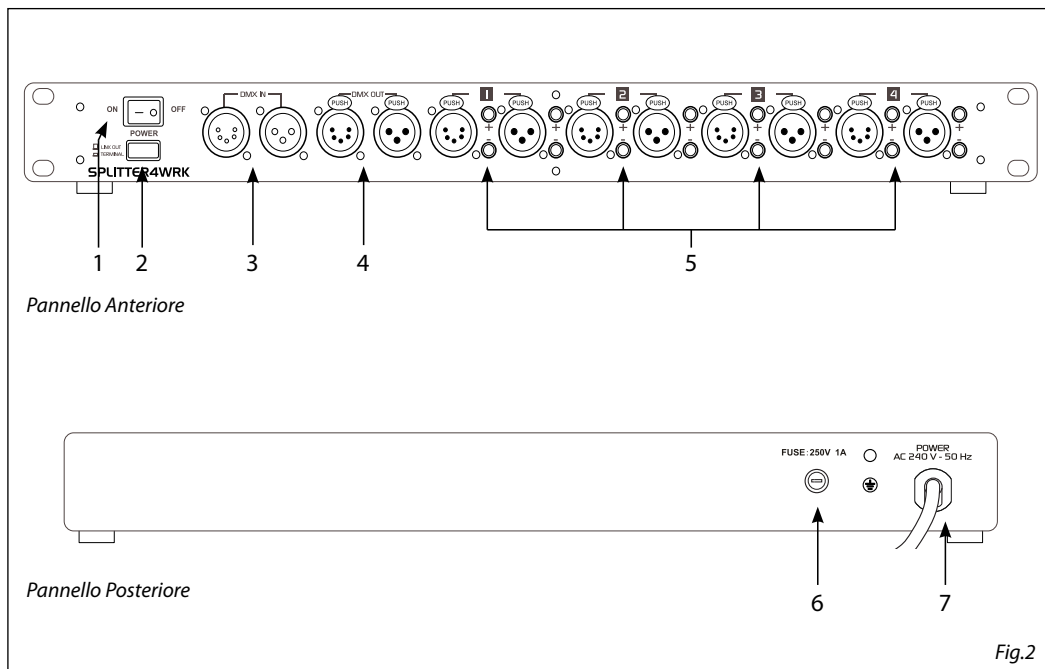 DMX IN DMX OUT 1 2 3 4
PUSH PUSH PUSH PUSH PUSH PUSH PUSH PUSH PUSH PUSH
ON OFF
POWER
+ + + + + + + +
- - - - - - - -
LINK OUT
TERMINAL
SPLITTER4WRK
1 2 3 4 5
Pannello Anteriore
POWER
FUSE: 250V 1A AC 240 V - 50 Hz
Pannello Posteriore
6 7
Fig.2